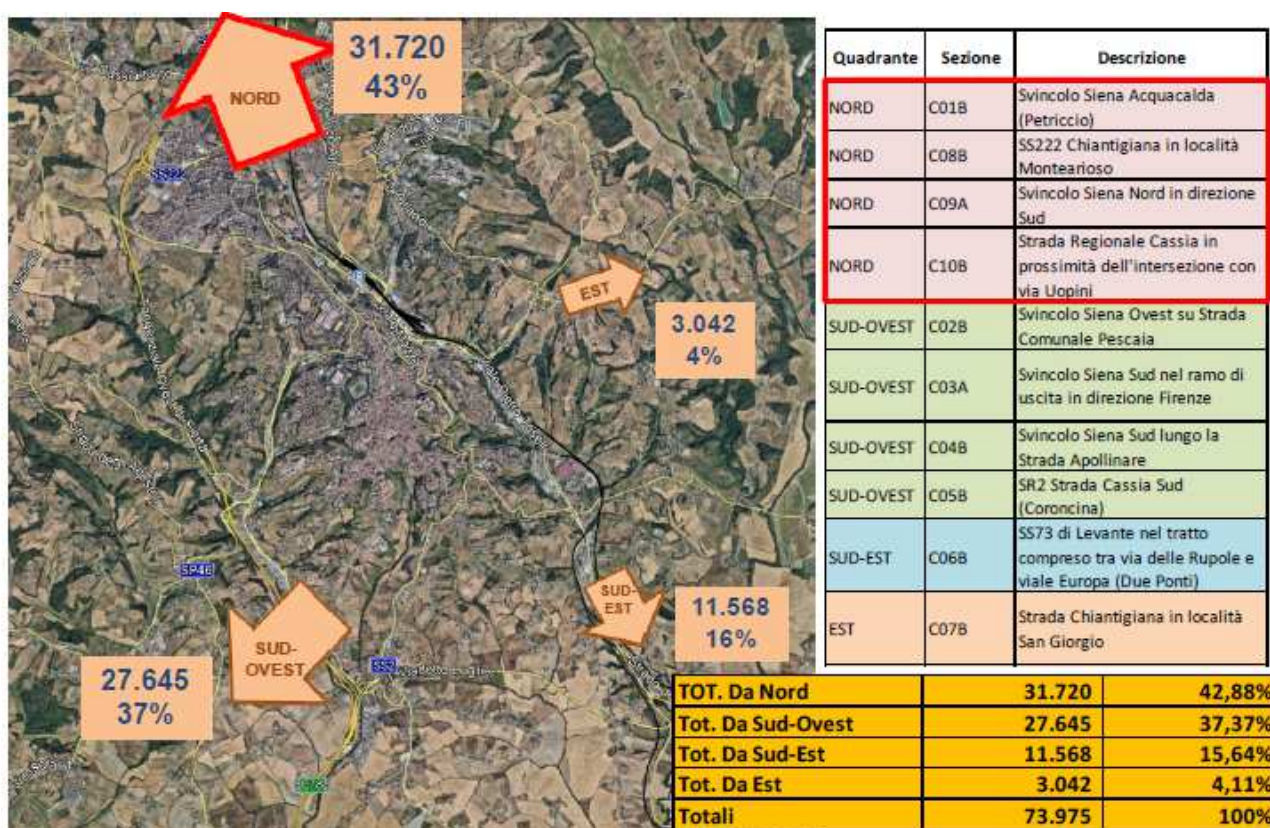 31.720
43%
NORD
EST
3.042
4%
SP46
SUD-
EST
11.568
16%
SUD-
OVEST
27.645
37%
Quadrante Sezione Descrizione
NORD C01B Svincolo Siena Acquacalda
(Petriccio)
NORD C08B SS222 Chiantigiana in località
Montearioso
NORD C09A Svincolo Siena Nord in direzione
Sud
NORD C10B Strada Regionale Cassia in
prossimità dell'intersezione con
via Uopini
SUD-OVEST C02B Svincolo Siena Ovest su Strada
Comunale Pescaia
SUD-OVEST C03A Svincolo Siena Sud nel ramo di
uscita in direzione Firenze
SUD-OVEST C04B Svincolo Siena Sud lungo la
Strada Apollinare
SUD-OVEST C05B SR2 Strada Cassia Sud
(Coroncina)
SUD-EST C06B SS73 di Levante nel tratto
compreso tra via delle Rupole e
viale Europa (Due Ponti)
EST C07B Strada Chiantigiana in località
San Giorgio
TOT. Da Nord 31.720 42,88%
Tot. Da Sud-Ovest 27.645 37,37%
Tot. Da Sud-Est 11.568 15,64%
Tot. Da Est 3.042 4,11%
Totali 73.975 100%